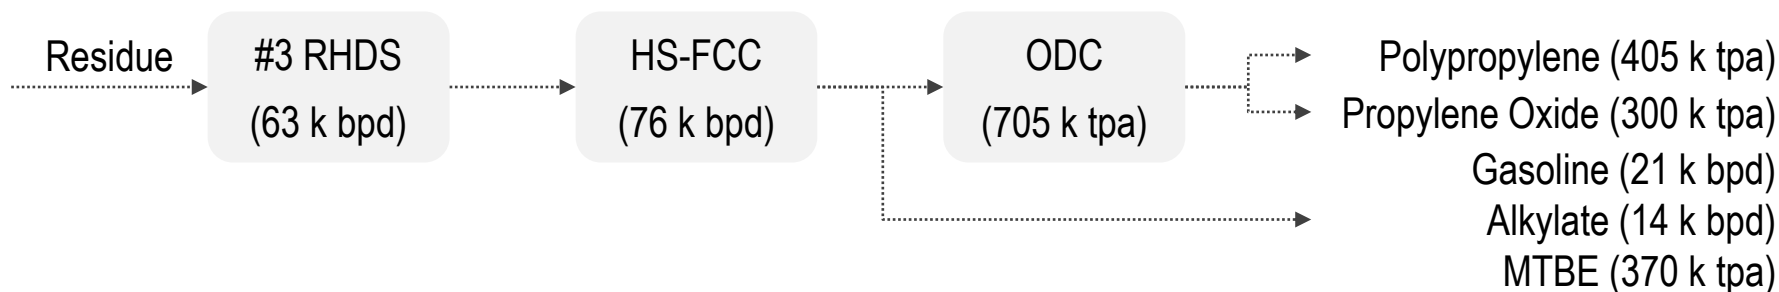 Residue
#3 RHDS
(63 k bpd)
HS-FCC
(76 k bpd)
ODC
(705 k tpa)
Polypropylene (405 k tpa)
Propylene Oxide (300 k tpa)
Gasoline (21 k bpd)
Alkylate (14 k bpd)
MTBE (370 k tpa)